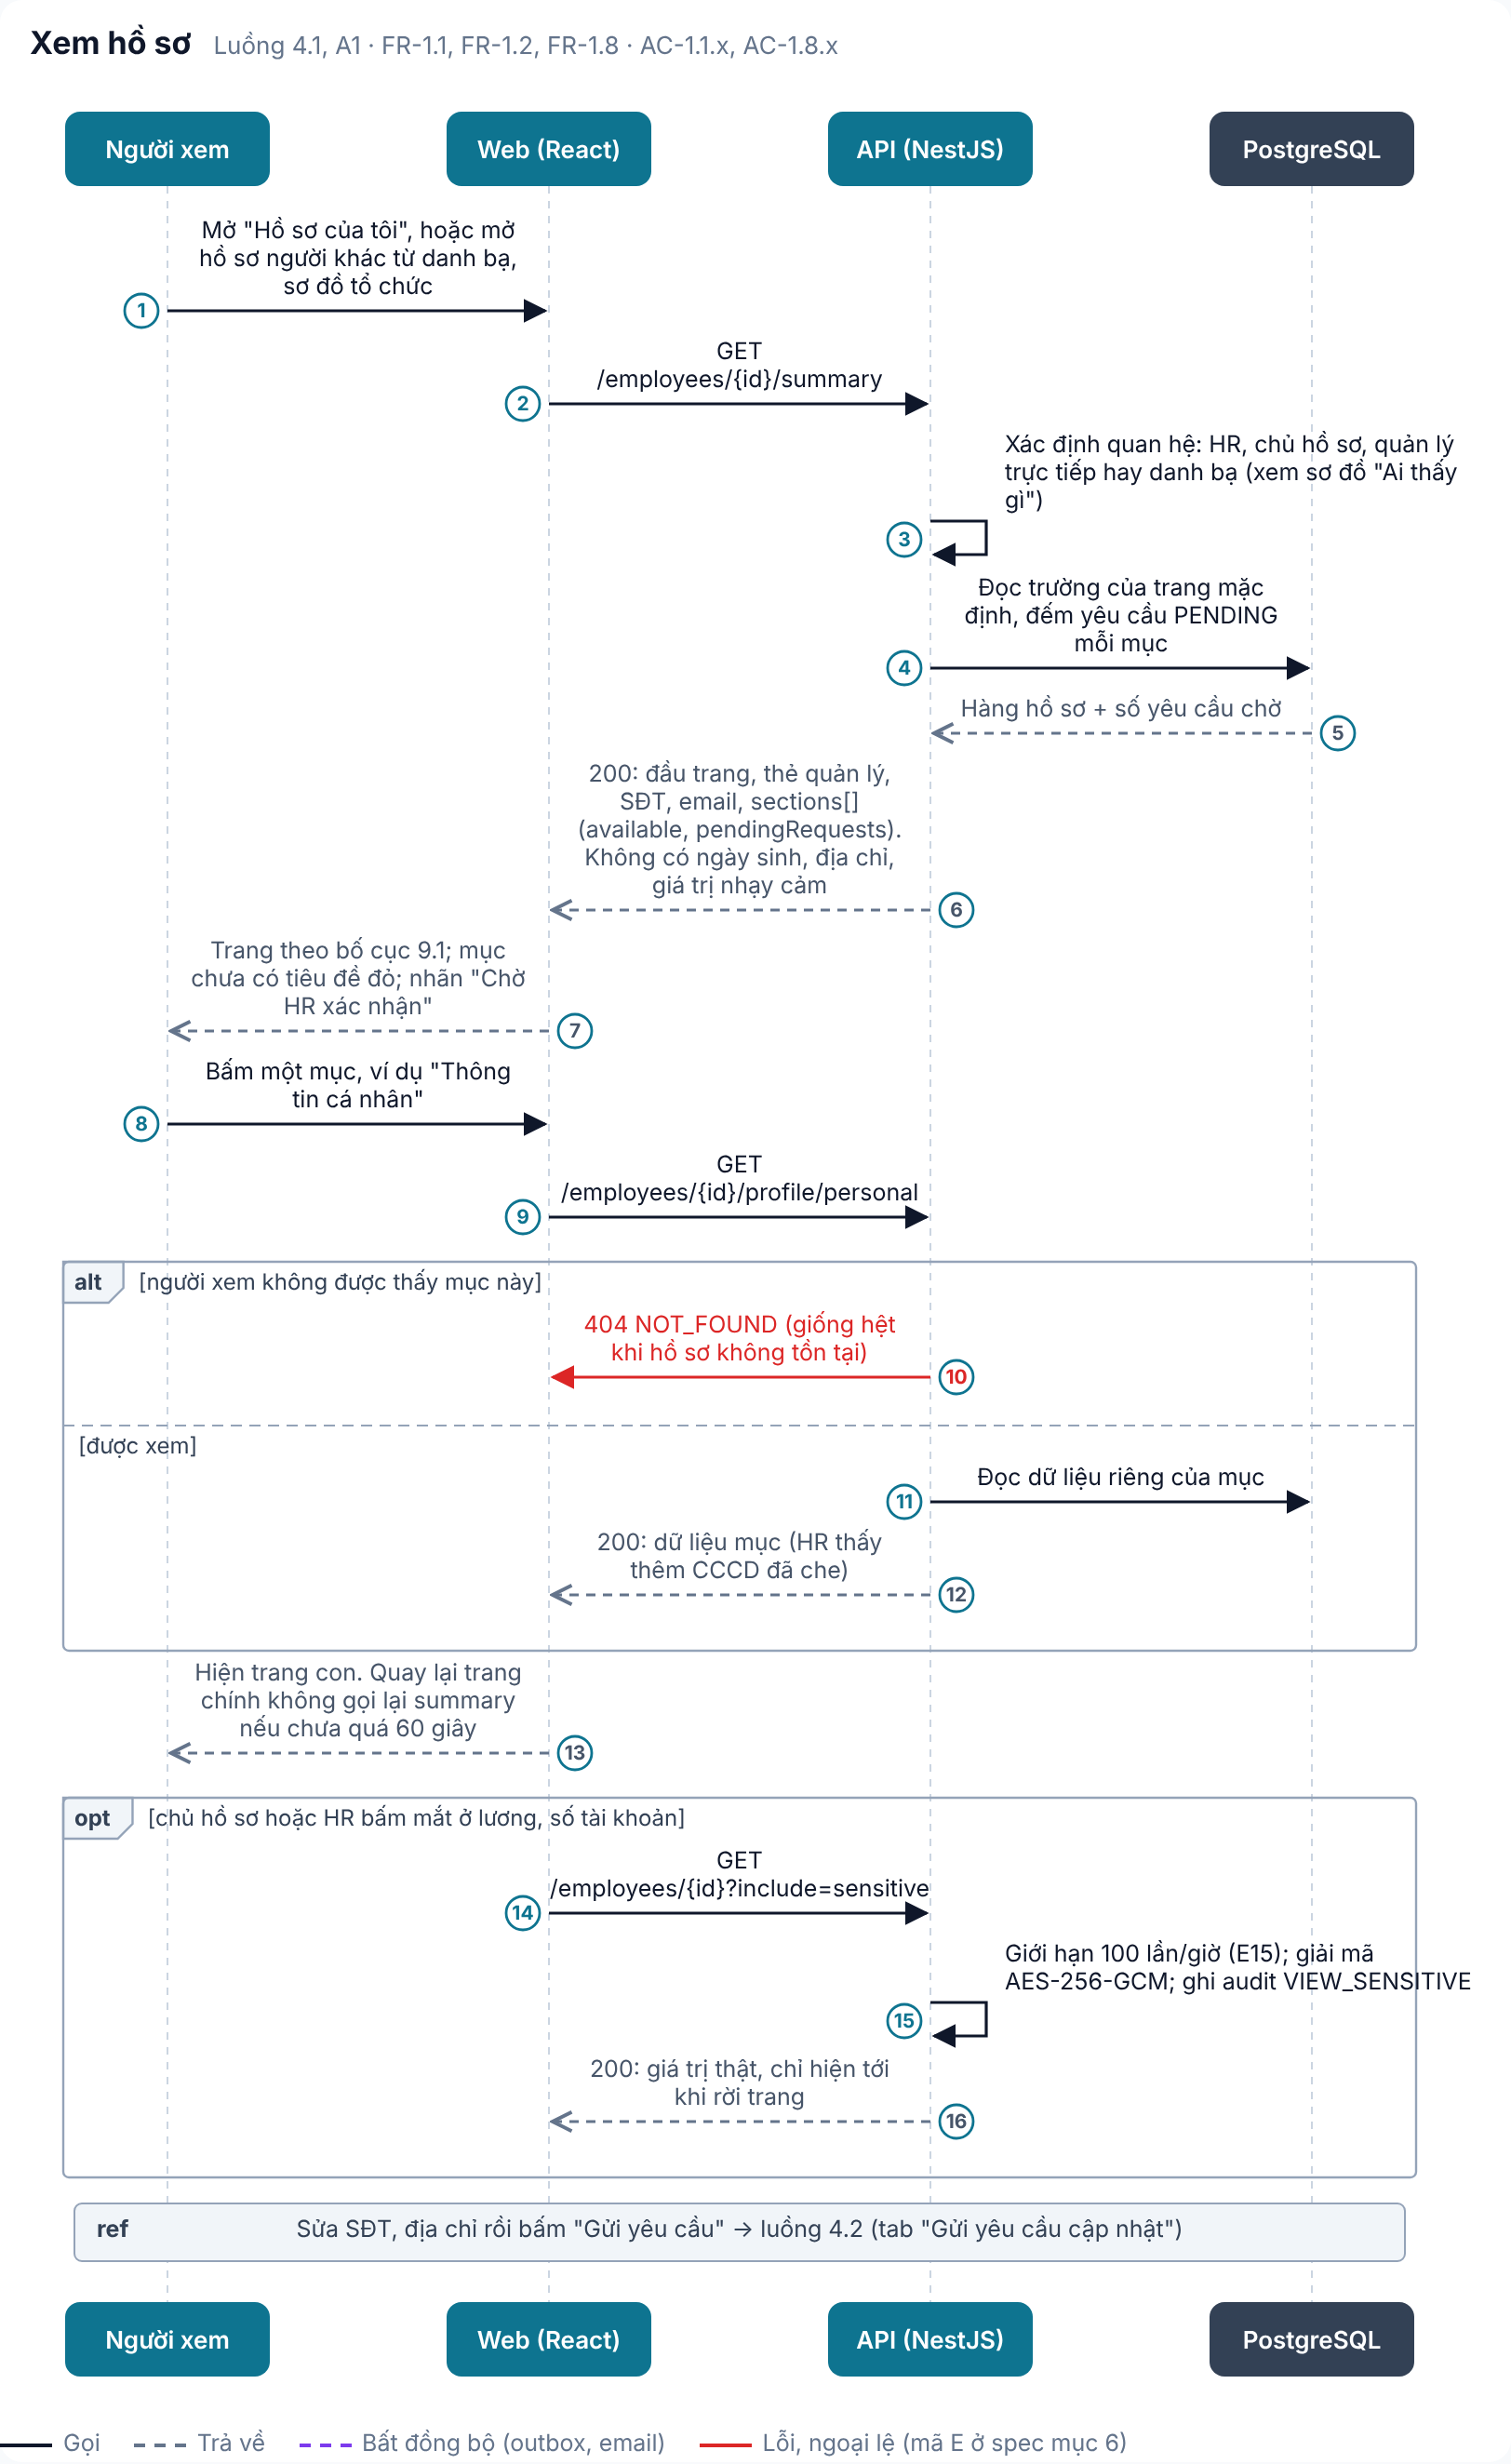 Xem hồ sơ Luồng 4.1, A1 · FR-1.1, FR-1.2, FR-1.8 · AC-1.1.x, AC-1.8.x
Người xem Web (React) API (NestJS) PostgreSQL
Mở "Hồ sơ của tôi", hoặc mở
hồ sơ người khác từ danh bạ,
sơ đồ tổ chức
1
GET
/employees/{id}/summary
2
Xác định quan hệ: HR, chủ hồ sơ, quản lý
trực tiếp hay danh bạ (xem sơ đồ "Ai thấy
gì")
3
Đọc trường của trang mặc
định, đếm yêu cầu PENDING
mỗi mục
4
Hàng hồ sơ + số yêu cầu chờ
5
200: đầu trang, thẻ quản lý,
SĐT, email, sections[]
(available, pendingRequests).
Không có ngày sinh, địa chỉ,
giá trị nhạy cảm
6
Trang theo bố cục 9.1; mục
chưa có tiêu đề đỏ; nhãn "Chờ
HR xác nhận"
7
Bấm một mục, ví dụ "Thông
tin cá nhân"
8
GET
/employees/{id}/profile/personal
9
alt [người xem không được thấy mục này]
404 NOT_FOUND (giống hệt
khi hồ sơ không tồn tại)
10
[được xem]
Đọc dữ liệu riêng của mục
11
200: dữ liệu mục (HR thấy
thêm CCCD đã che)
12
Hiện trang con. Quay lại trang
chính không gọi lại summary
nếu chưa quá 60 giây
13
opt [chủ hồ sơ hoặc HR bấm mắt ở lương, số tài khoản]
GET
/employees/{id}?include=sensitive
14
Giới hạn 100 lần/giờ (E15); giải mã
AES-256-GCM; ghi audit VIEW_SENSITIVE
15
200: giá trị thật, chỉ hiện tới
khi rời trang
16
ref Sửa SĐT, địa chỉ rồi bấm "Gửi yêu cầu" → luồng 4.2 (tab "Gửi yêu cầu cập nhật")
Người xem Web (React) API (NestJS) PostgreSQL
Gọi Trả về Bất đồng bộ (outbox, email) Lỗi, ngoại lệ (mã E ở spec mục 6)